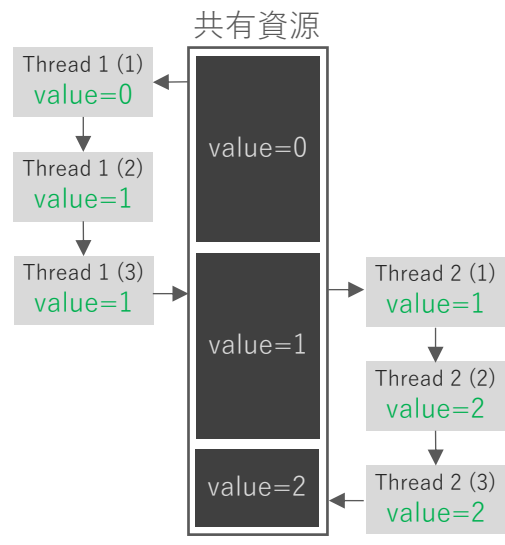 共有資源
Thread 1 (1)
value=0
Thread 1 (2)
value=1
Thread 1 (3)
value=1
value=0
value=1
value=2
Thread 2 (1)
value=1
Thread 2 (2)
value=2
Thread 2 (3)
value=2